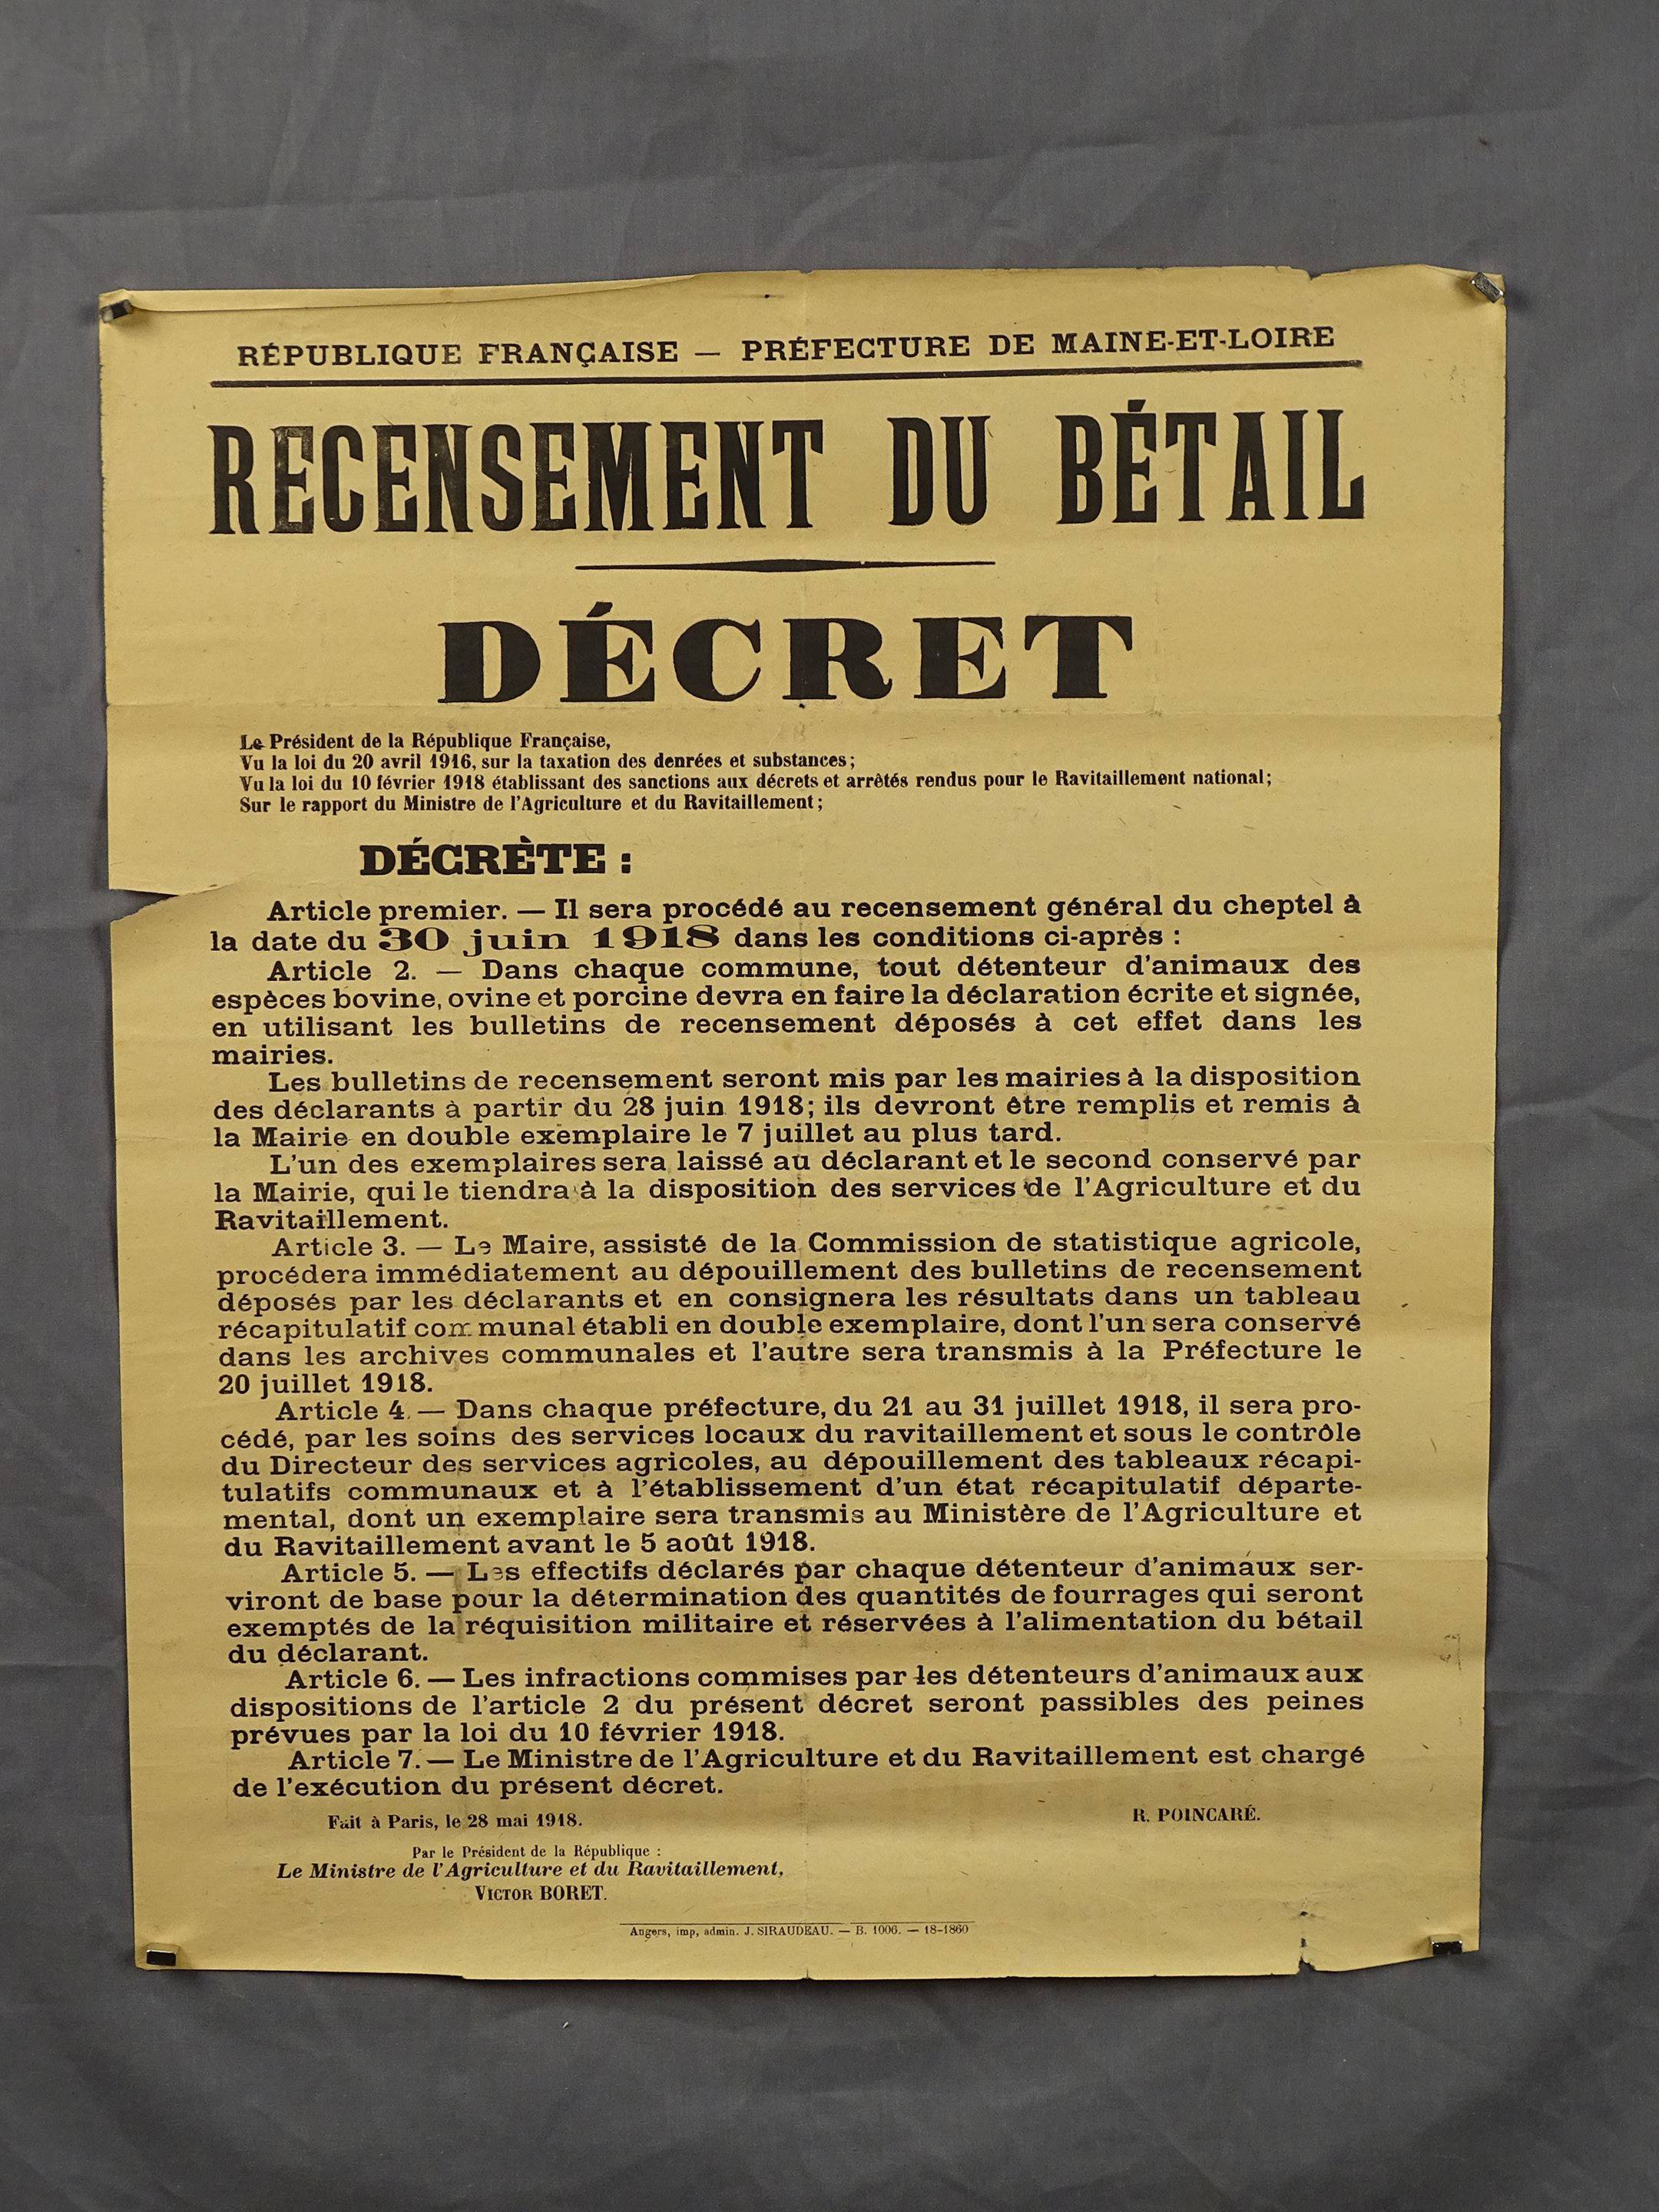 RÉPUBLIQUE FRANÇAISE — PRÉFECTURE DE MAINE-ET-LOIRE
RECENSEMENT DU BÉTAIL
DÉCRET
Le Président de la République Française,
Vu la loi du 20 avril 1916, sur la taxation des denrées et substances;
Vu la loi du 10 février 1918 établissant des sanctions aux décrets et arrêtés rendus pour le Ravitaillement national;
Sur le rapport du Ministre de l'Agriculture et du Ravitaillement;
DÉCRÈTE :
Article premier. — Il sera procédé au recensement général du cheptel à
la date du 30 juin 1918 dans les conditions ci-après :
Article 2. — Dans chaque commune, tout détenteur d'animaux des
espèces bovine, ovine et porcine devra en faire la déclaration écrite et signée,
en utilisant les bulletins de recensement déposés à cet effet dans les
mairies.
Les bulletins de recensement seront mis par les mairies à la disposition
des déclarants à partir du 28 juin 1918; ils devront être remplis et remis à
la Mairie en double exemplaire le 7 juillet au plus tard.
L'un des exemplaires sera laissé au déclarant et le second conservé par
la Mairie, qui le tiendra à la disposition des services de l'Agriculture et du
Ravitaillement.
Article 3. — Le Maire, assisté de la Commission de statistique agricole,
procédera immédiatement au dépouillement des bulletins de recensement
déposés par les déclarants et en consignera les résultats dans un tableau
récapitulatif communal établi en double exemplaire, dont l'un sera conservé
dans les archives communales et l'autre sera transmis à la Préfecture le
20 juillet 1918.
Article 4. — Dans chaque préfecture, du 21 au 31 juillet 1918, il sera pro-
cédé, par les soins des services locaux du ravitaillement et sous le contrôle
du Directeur des services agricoles, au dépouillement des tableaux récapi-
tulatifs communaux et à l'établissement d'un état récapitulatif départe-
mental, dont un exemplaire sera transmis au Ministère de l'Agriculture et
du Ravitaillement avant le 5 août 1918.
Article 5. — Les effectifs déclarés par chaque détenteur d'animaux ser-
viront de base pour la détermination des quantités de fourrages qui seront
exemptés de la réquisition militaire et réservées à l'alimentation du bétail
du déclarant.
Article 6. — Les infractions commises par les détenteurs d'animaux aux
dispositions de l'article 2 du présent décret seront passibles des peines
prévues par la loi du 10 février 1918.
Article 7. — Le Ministre de l'Agriculture et du Ravitaillement est chargé
de l'exécution du présent décret.
Fait à Paris, le 28 mai 1918.
R. POINCARÉ.
Par le Président de la République :
Le Ministre de l'Agriculture et du Ravitaillement,
VICTOR BORET.
Angers, imp, admin. J. SIRAUDEAU. — B. 1006. — 18-1860